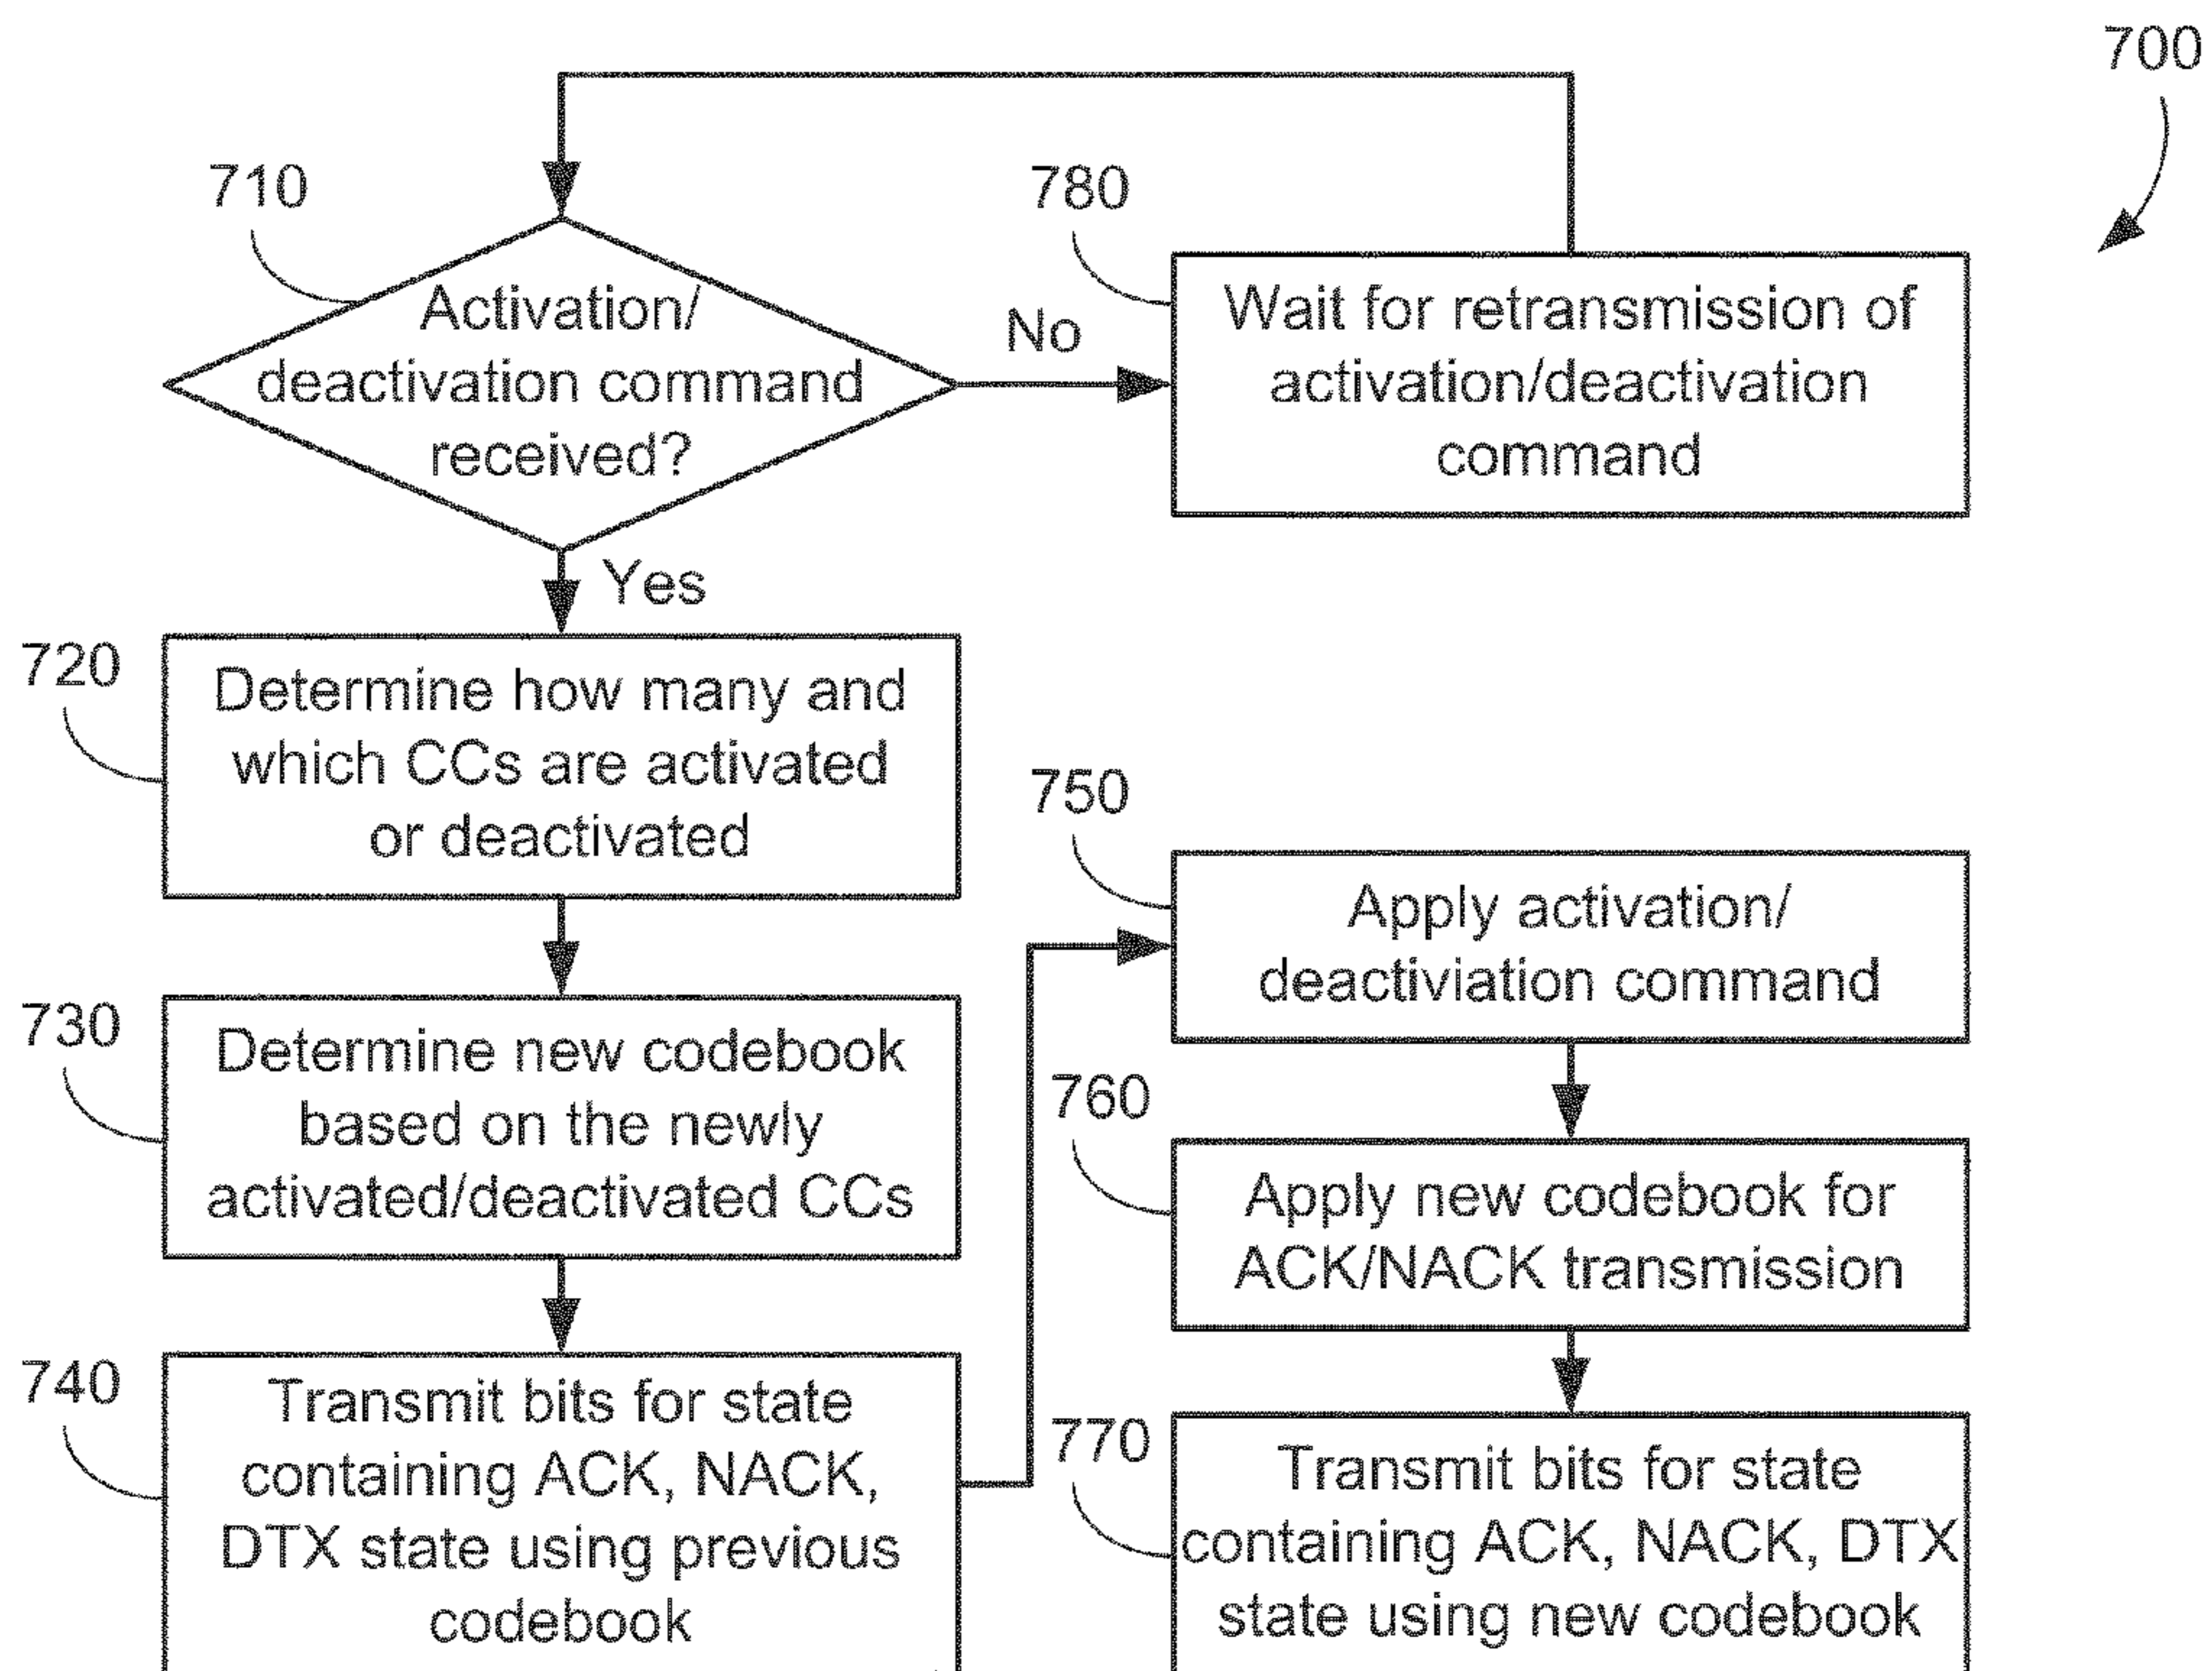 700
710
Activation/
deactivation command
received?
No
780
Wait for retransmission of
activation/deactivation
command
Yes
720
Determine how many and
which CCs are activated
or deactivated
730
Determine new codebook
based on the newly
activated/deactivated CCs
740
Transmit bits for state
containing ACK, NACK,
DTX state using previous
codebook
750
Apply activation/
deactiviation command
760
Apply new codebook for
ACK/NACK transmission
770
Transmit bits for state
containing ACK, NACK, DTX
state using new codebook